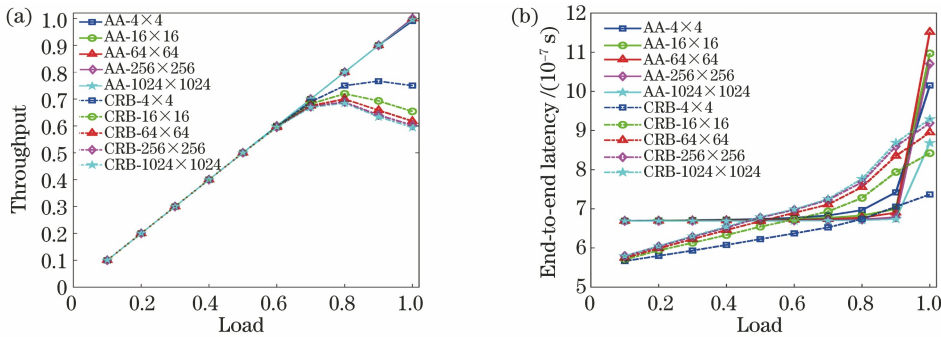 (a)
1.0
0.9
0.8
0.7
0.6
0.5
0.4
0.3
0.2
0.1
0
0.2
0.4
0.6
0.8
1.0
Throughput
Load
AA-4×4
AA-16×16
AA-64×64
AA-256×256
AA-1024×1024
CRB-4×4
CRB-16×16
CRB-64×64
CRB-256×256
CRB-1024×1024
(b)
12
11
10
9
8
7
6
5
0
0.2
0.4
0.6
0.8
1.0
End-to-end latency /(10⁻⁷ s)
Load
AA-4×4
AA-16×16
AA-64×64
AA-256×256
AA-1024×1024
CRB-4×4
CRB-16×16
CRB-64×64
CRB-256×256
CRB-1024×1024